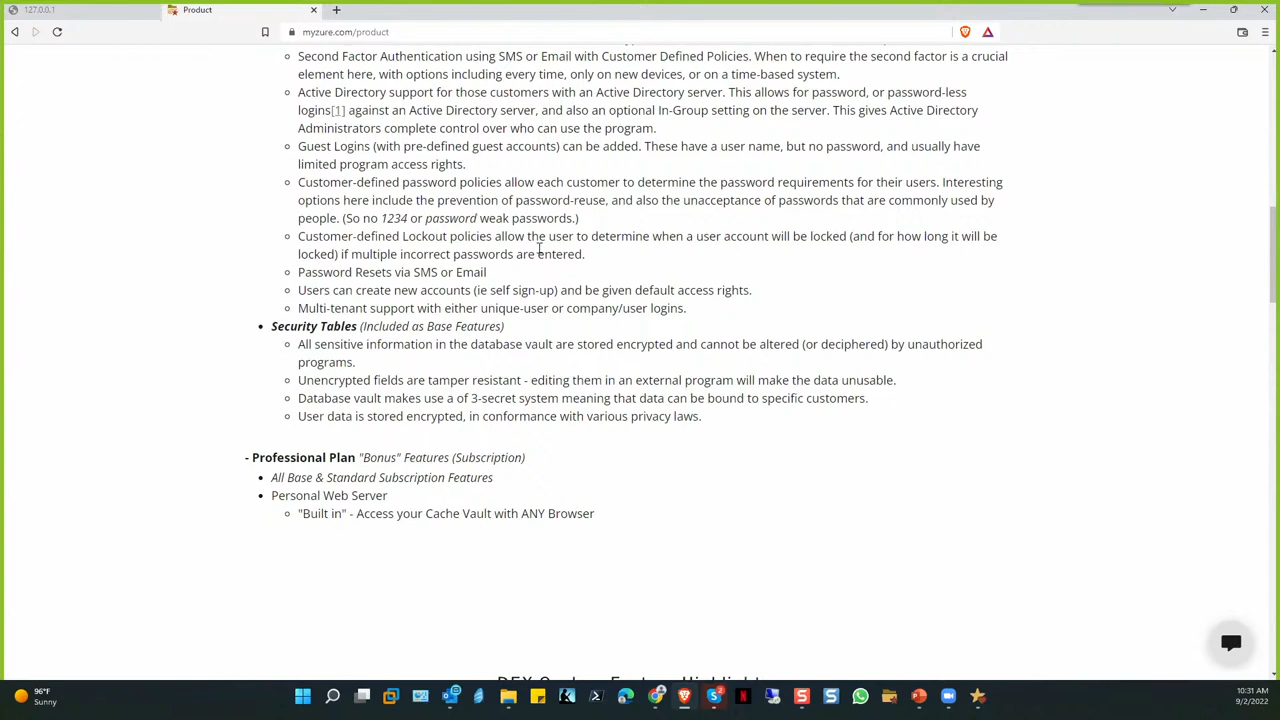 127.0.0.1
Product
myzure.com/product
Second Factor Authentication using SMS or Email with Customer Defined Policies. When to require the second factor is a crucial
element here, with options including every time, only on new devices, or on a time-based system.
Active Directory support for those customers with an Active Directory server. This allows for password, or password-less
logins[1] against an Active Directory server, and also an optional In-Group setting on the server. This gives Active Directory
Administrators complete control over who can use the program.
Guest Logins (with pre-defined guest accounts) can be added. These have a user name, but no password, and usually have
limited program access rights.
Customer-defined password policies allow each customer to determine the password requirements for their users. Interesting
options here include the prevention of password-reuse, and also the unacceptance of passwords that are commonly used by
people. (So no 1234 or password weak passwords.)
Customer-defined Lockout policies allow the user to determine when a user account will be locked (and for how long it will be
locked) if multiple incorrect passwords are entered.
Password Resets via SMS or Email
Users can create new accounts (ie self sign-up) and be given default access rights.
Multi-tenant support with either unique-user or company/user logins.
Security Tables (Included as Base Features)
All sensitive information in the database vault are stored encrypted and cannot be altered (or deciphered) by unauthorized
programs.
Unencrypted fields are tamper resistant - editing them in an external program will make the data unusable.
Database vault makes use a of 3-secret system meaning that data can be bound to specific customers.
User data is stored encrypted, in conformance with various privacy laws.
- Professional Plan "Bonus" Features (Subscription)
All Base & Standard Subscription Features
Personal Web Server
"Built in" - Access your Cache Vault with ANY Browser
96°F
Sunny
10:31 AM
9/2/2022